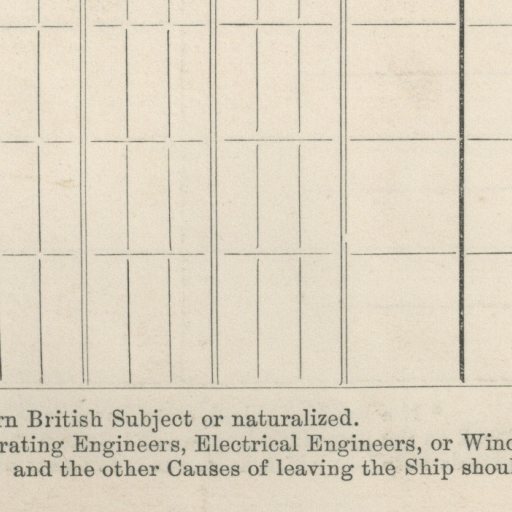 rn British Subject or naturalized.
rating Engineers, Electrical Engineers, or Winc
and the other Causes of leaving the Ship shoul